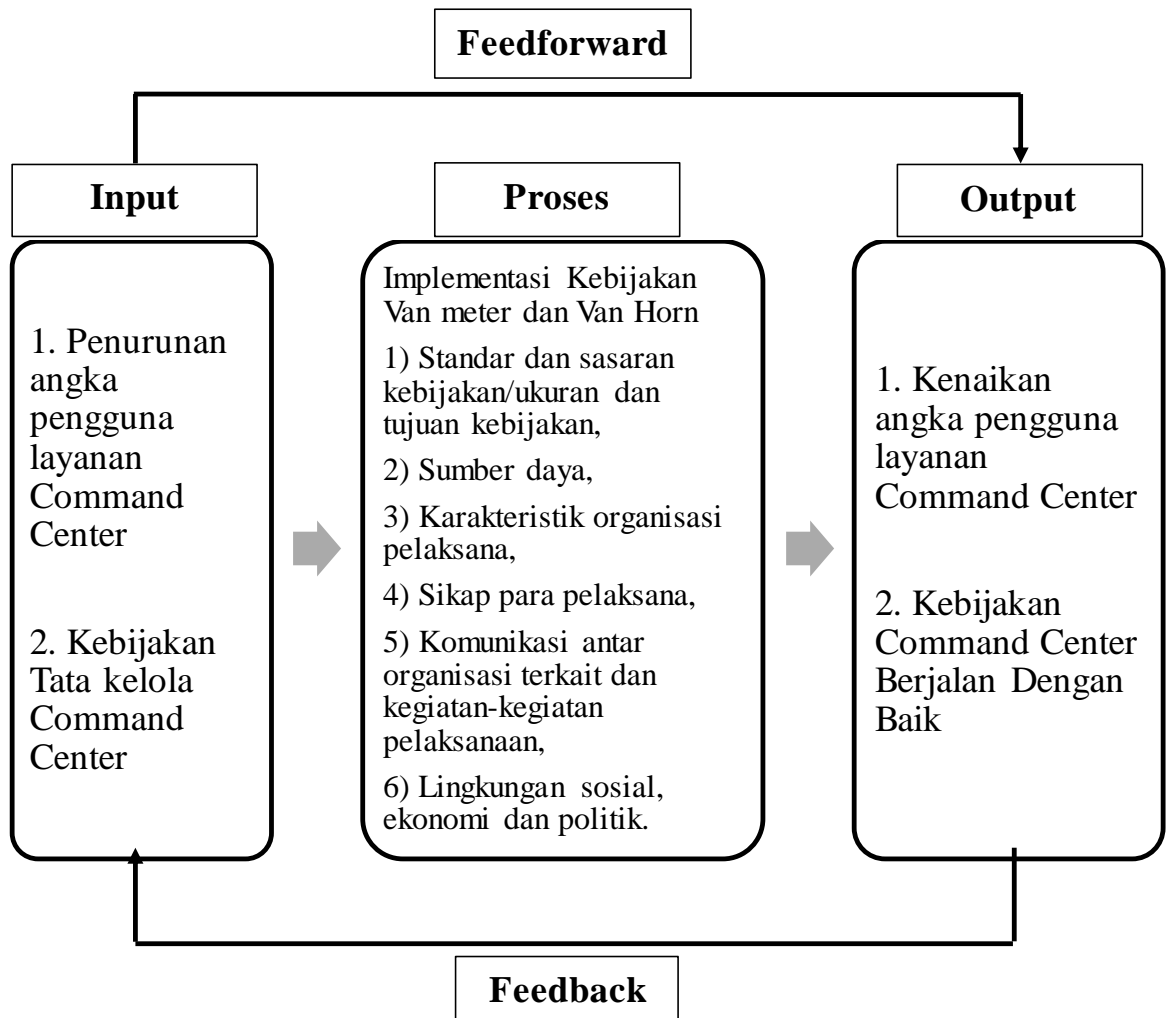 Feedforward
Input
Proses
Output
1. Penurunan
angka
pengguna
layanan
Command
Center
2. Kebijakan
Tata kelola
Command
Center
Implementasi Kebijakan
Van meter dan Van Horn
1) Standar dan sasaran
kebijakan/ukuran dan
tujuan kebijakan,
2) Sumber daya,
3) Karakteristik organisasi
pelaksana,
4) Sikap para pelaksana,
5) Komunikasi antar
organisasi terkait dan
kegiatan-kegiatan
pelaksanaan,
6) Lingkungan sosial,
ekonomi dan politik.
1. Kenaikan
angka pengguna
layanan
Command Center
2. Kebijakan
Command Center
Berjalan Dengan
Baik
Feedback